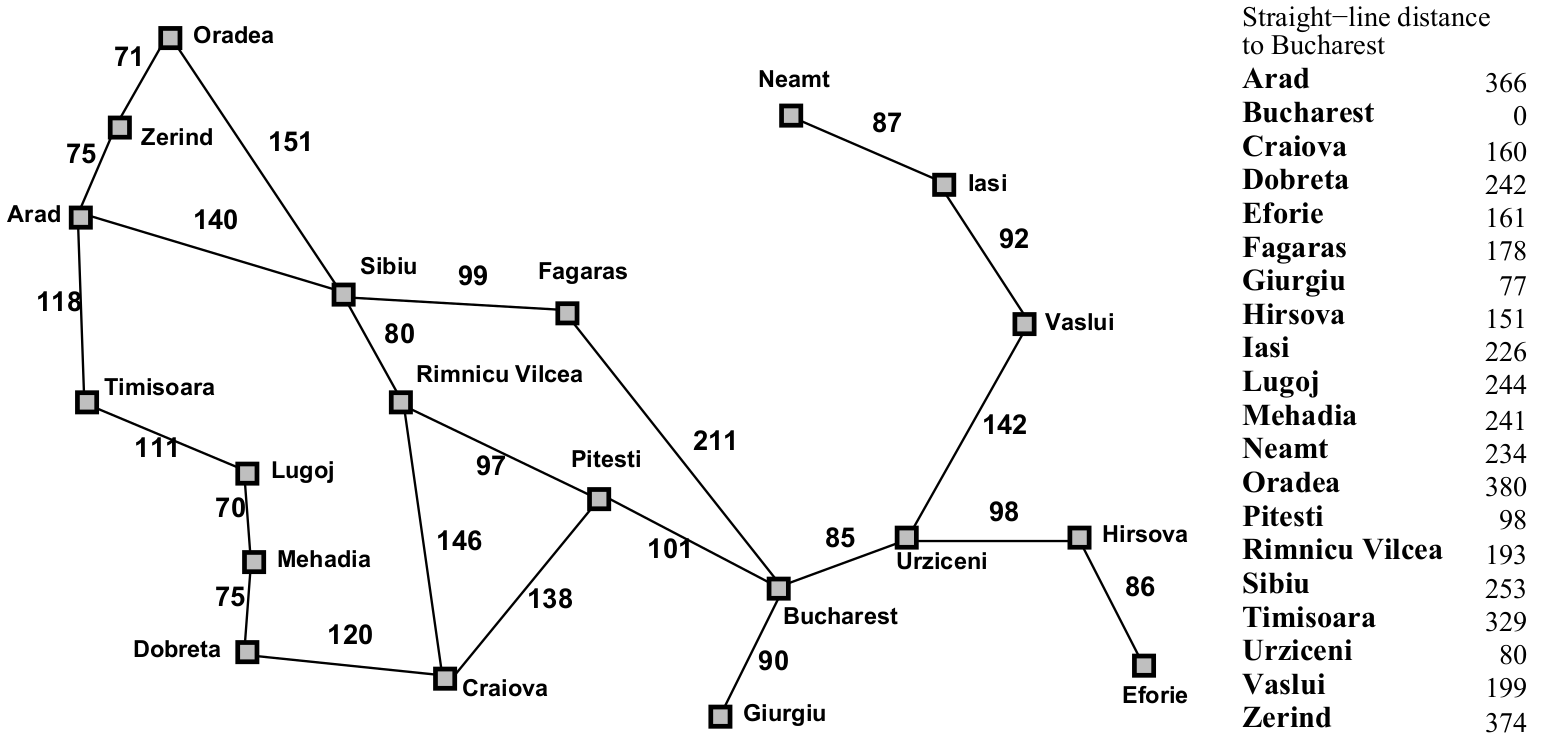 Oradea
71
Neamt
87
Zerind
151
75
Iasi
Arad
140
92
Sibiu
99
Fagaras
118
80
Vaslui
Timisoara
Rimnicu Vilcea
142
211
111
Lugoj
97
Pitesti
70
98
Hirsova
146
101
85
Urziceni
Mehadia
86
75
138
Bucharest
120
Dobreta
90
Craiova
Eforie
Giurgiu
Straight−line distance
to Bucharest
Arad 366
Bucharest 0
Craiova 160
Dobreta 242
Eforie 161
Fagaras 178
Giurgiu 77
Hirsova 151
Iasi 226
Lugoj 244
Mehadia 241
Neamt 234
Oradea 380
Pitesti 98
Rimnicu Vilcea 193
Sibiu 253
Timisoara 329
Urziceni 80
Vaslui 199
Zerind 374